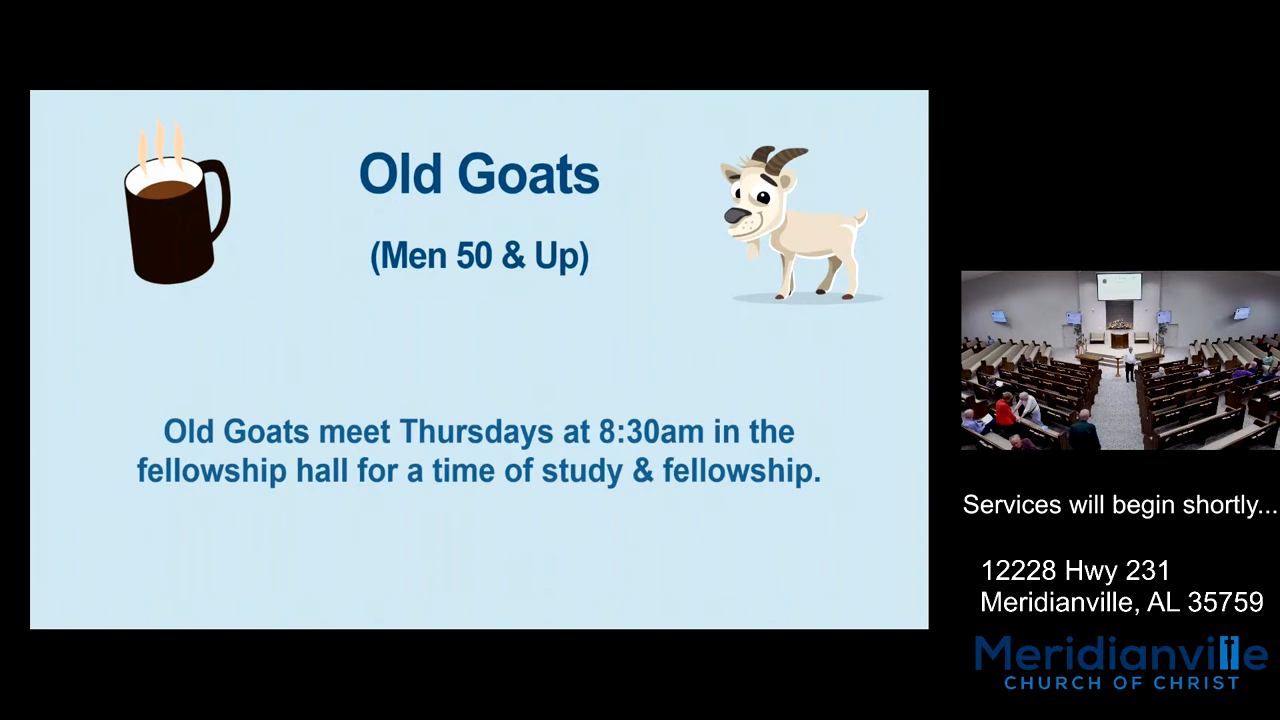 Old Goats
(Men 50 & Up)
Old Goats meet Thursdays at 8:30am in the
fellowship hall for a time of study & fellowship.
Services will begin shortly...
12228 Hwy 231
Meridianville, AL 35759
Meridianville
CHURCH OF CHRIST